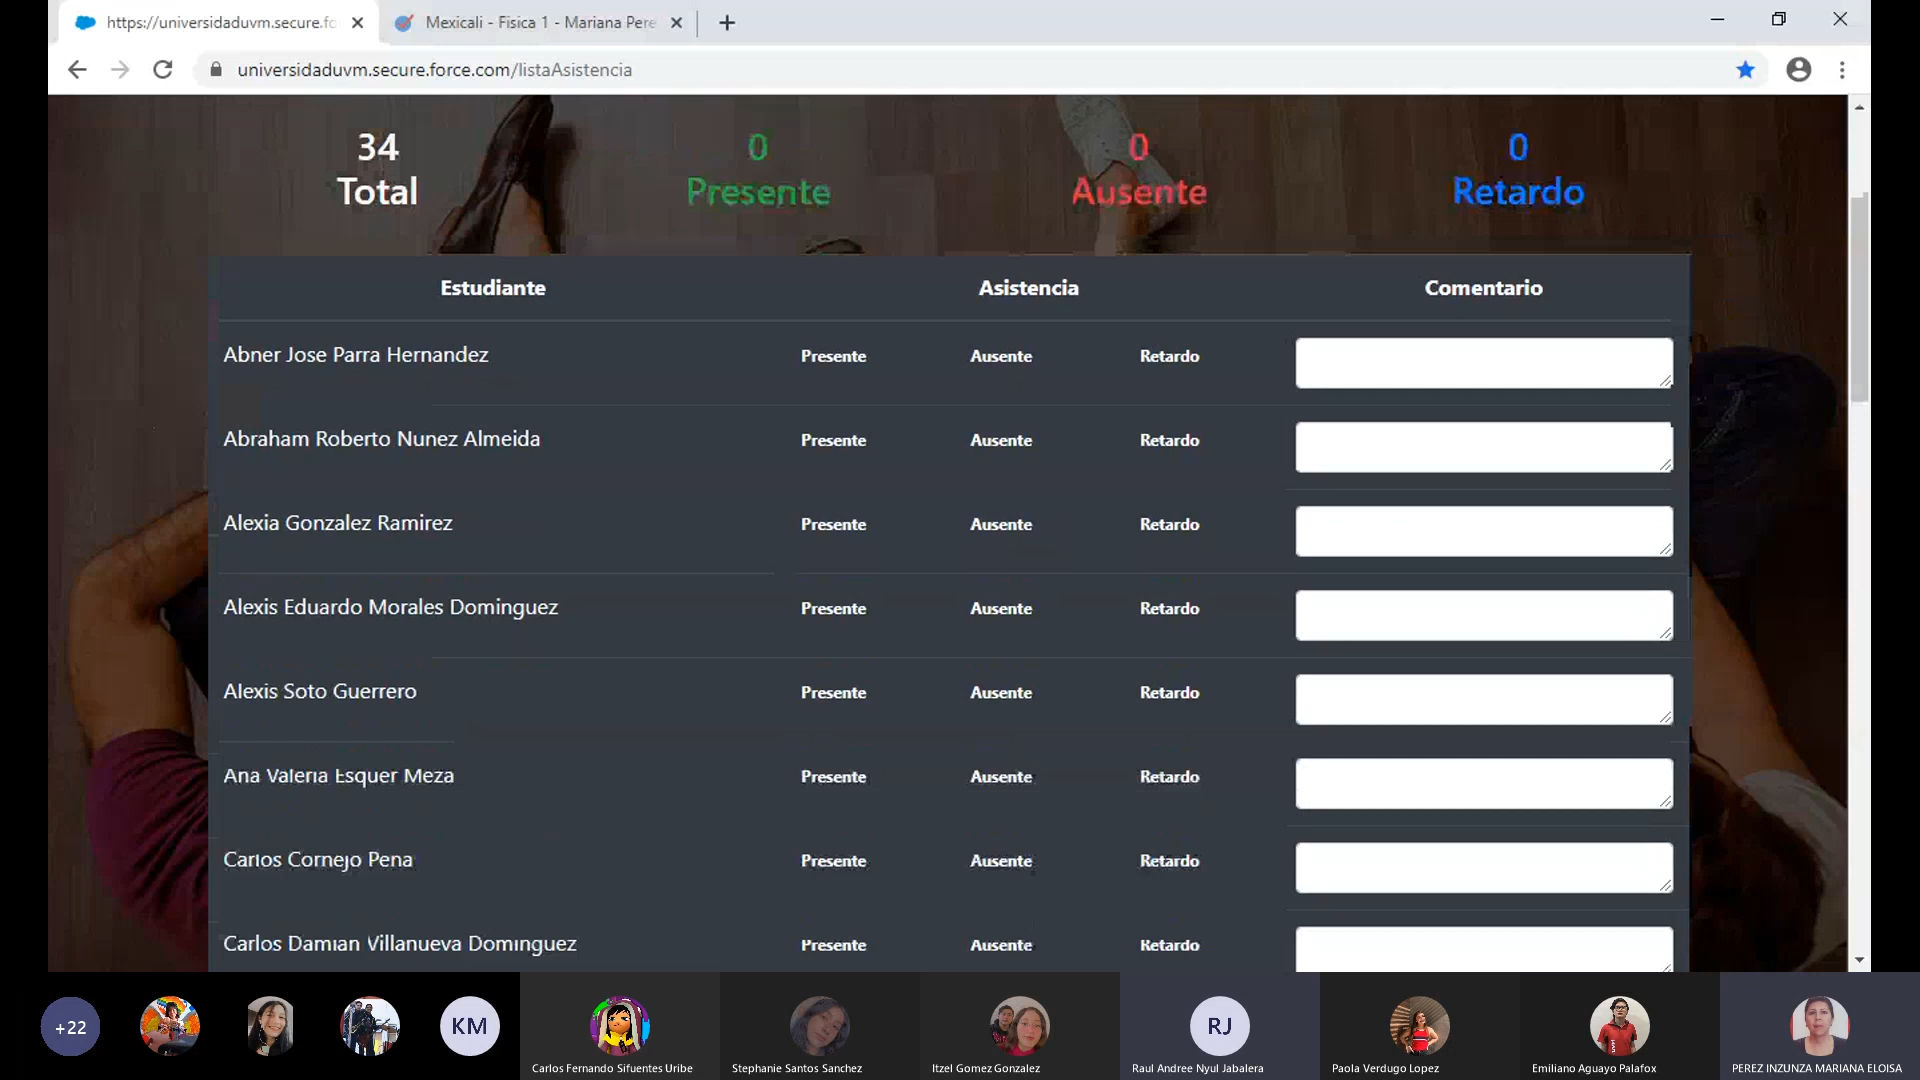 https://universidaduvm.secure.fo
Mexicali - Fisica 1 - Mariana Pere
universidaduvm.secure.force.com/listaAsistencia
34 0 0 0
Total Presente Ausente Retardo
Estudiante Asistencia Comentario
Abner Jose Parra Hernandez Presente Ausente Retardo
Abraham Roberto Nunez Almeida Presente Ausente Retardo
Alexia Gonzalez Ramirez Presente Ausente Retardo
Alexis Eduardo Morales Dominguez Presente Ausente Retardo
Alexis Soto Guerrero Presente Ausente Retardo
Ana Valeria Esquer Meza Presente Ausente Retardo
Carlos Cornejo Pena Presente Ausente Retardo
Carlos Damian Villanueva Dominguez Presente Ausente Retardo
+22 KM RJ
Carlos Fernando Sifuentes Uribe Stephanie Santos Sanchez Itzel Gomez Gonzalez Raul Andree Nyul Jabalera Paola Verdugo Lopez Emiliano Aguayo Palafox PEREZ INZUNZA MARIANA ELOISA